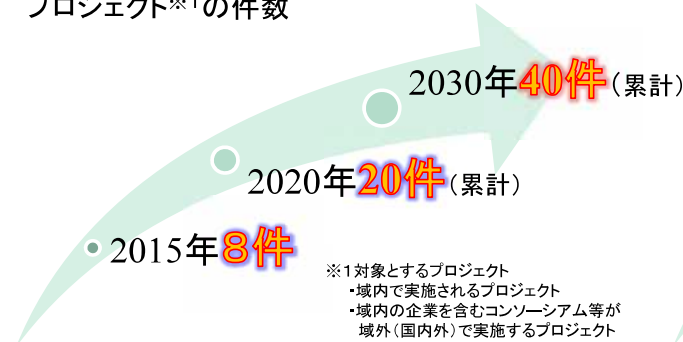 プロジェクト※1の件数
2030年40件(累計)
2020年20件(累計)
2015年8件
※1対象とするプロジェクト
・域内で実施されるプロジェクト
・域内の企業を含むコンソーシアム等が
域外(国内外)で実施するプロジェクト